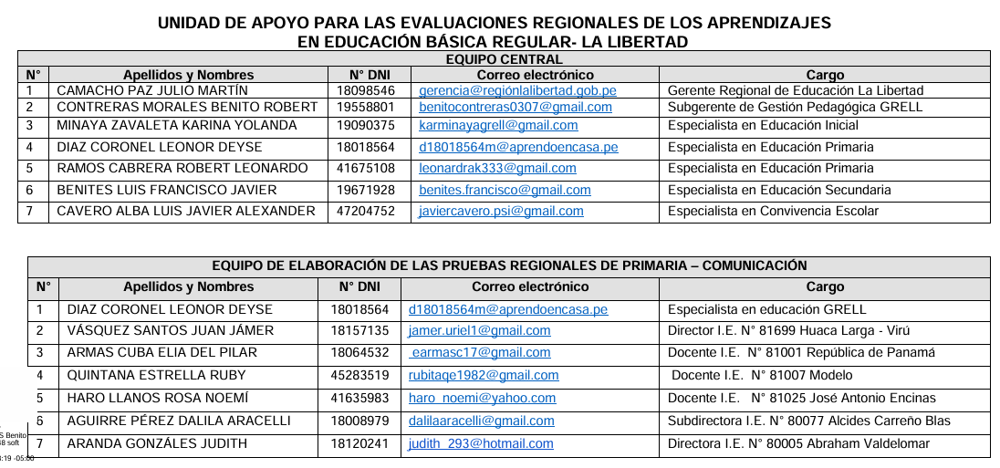 UNIDAD DE APOYO PARA LAS EVALUACIONES REGIONALES DE LOS APRENDIZAJES
EN EDUCACIÓN BÁSICA REGULAR- LA LIBERTAD
EQUIPO CENTRAL
N° Apellidos y Nombres N° DNI Correo electrónico Cargo
1 CAMACHO PAZ JULIO MARTÍN 18098546 gerencia@regiónlalibertad.gob.pe Gerente Regional de Educación La Libertad
2 CONTRERAS MORALES BENITO ROBERT 19558801 benitocontreras0307@gmail.com Subgerente de Gestión Pedagógica GRELL
3 MINAYA ZAVALETA KARINA YOLANDA 19090375 karminayagrell@gmail.com Especialista en Educación Inicial
4 DIAZ CORONEL LEONOR DEYSE 18018564 d18018564m@aprendoencasa.pe Especialista en Educación Primaria
5 RAMOS CABRERA ROBERT LEONARDO 41675108 leonardrak333@gmail.com Especialista en Educación Primaria
6 BENITES LUIS FRANCISCO JAVIER 19671928 benites.francisco@gmail.com Especialista en Educación Secundaria
7 CAVERO ALBA LUIS JAVIER ALEXANDER 47204752 javiercavero.psi@gmail.com Especialista en Convivencia Escolar
EQUIPO DE ELABORACIÓN DE LAS PRUEBAS REGIONALES DE PRIMARIA – COMUNICACIÓN
N° Apellidos y Nombres N° DNI Correo electrónico Cargo
1 DIAZ CORONEL LEONOR DEYSE 18018564 d18018564m@aprendoencasa.pe Especialista en educación GRELL
2 VÁSQUEZ SANTOS JUAN JÁMER 18157135 jamer.uriel1@gmail.com Director I.E. N° 81699 Huaca Larga - Virú
3 ARMAS CUBA ELIA DEL PILAR 18064532 earmasc17@gmail.com Docente I.E. N° 81001 República de Panamá
4 QUINTANA ESTRELLA RUBY 45283519 rubitaqe1982@gmail.com Docente I.E. N° 81007 Modelo
5 HARO LLANOS ROSA NOEMÍ 41635983 haro_noemi@yahoo.com Docente I.E. N° 81025 José Antonio Encinas
6 AGUIRRE PÉREZ DALILA ARACELLI 18008979 dalilaaracelli@gmail.com Subdirectora I.E. N° 80077 Alcides Carreño Blas
S Benito
soft
7 ARANDA GONZÁLES JUDITH 18120241 judith_293@hotmail.com Directora I.E. N° 80005 Abraham Valdelomar
:19 -05:00